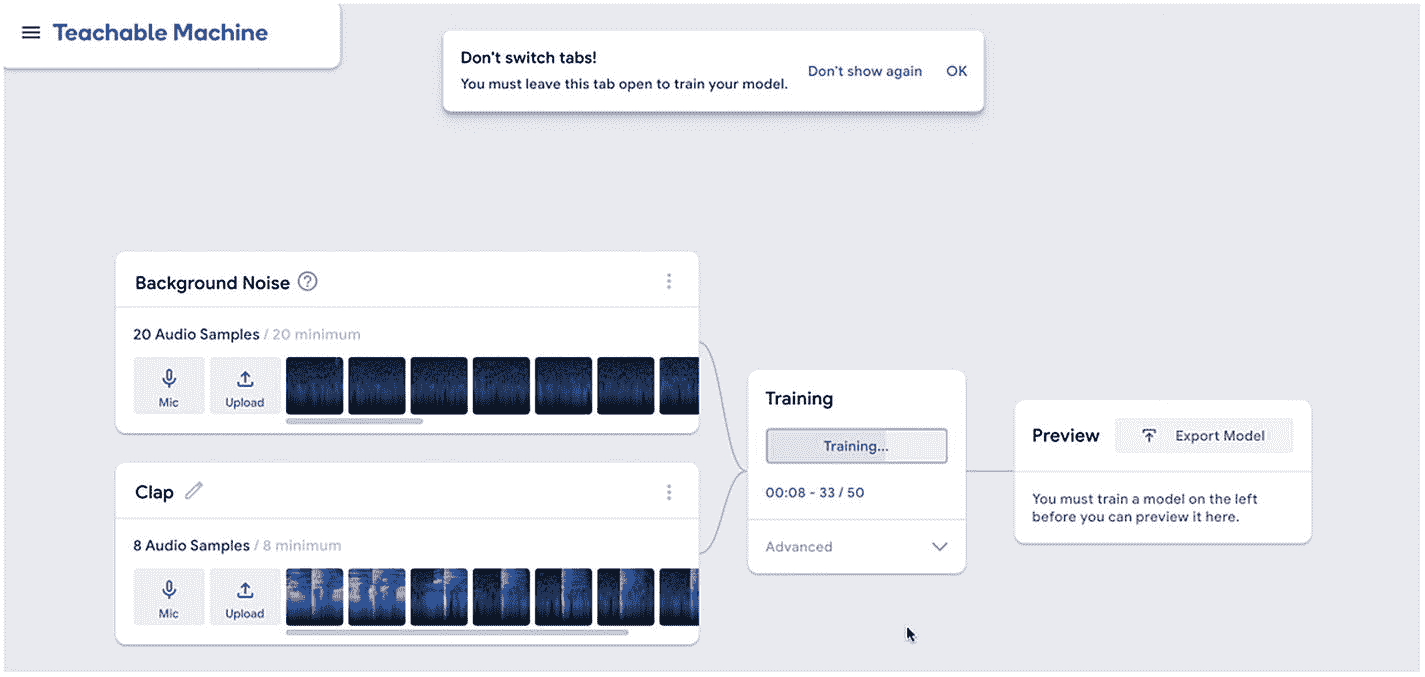 Teachable Machine
Don't switch tabs!
You must leave this tab open to train your model.
Don't show again
OK
Background Noise ?
20 Audio Samples / 20 minimum
Mic
Upload
Clap
8 Audio Samples / 8 minimum
Mic
Upload
Training
Training...
00:08 - 33 / 50
Advanced
Preview
Export Model
You must train a model on the left
before you can preview it here.